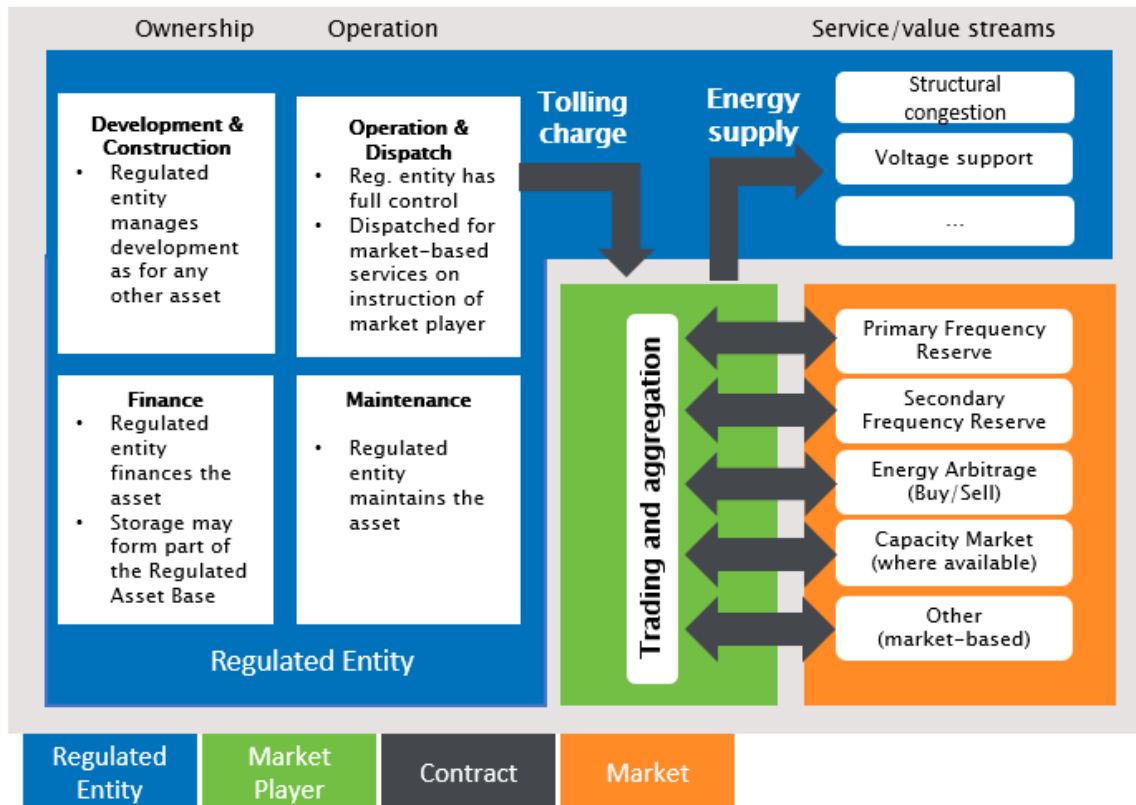 Ownership
Operation
Service/value streams
Development &
Construction
• Regulated
entity
manages
development
as for any
other asset
Operation &
Dispatch
• Reg. entity has
full control
• Dispatched for
market-based
services on
instruction of
market player
Tolling
charge
Energy
supply
Structural
congestion
Voltage support
...
Finance
• Regulated
entity
finances the
asset
• Storage may
form part of
the Regulated
Asset Base
Maintenance
• Regulated
entity
maintains the
asset
Regulated Entity
Trading and aggregation
Primary Frequency
Reserve
Secondary
Frequency Reserve
Energy Arbitrage
(Buy/Sell)
Capacity Market
(where available)
Other
(market-based)
Regulated
Entity
Market
Player
Contract
Market